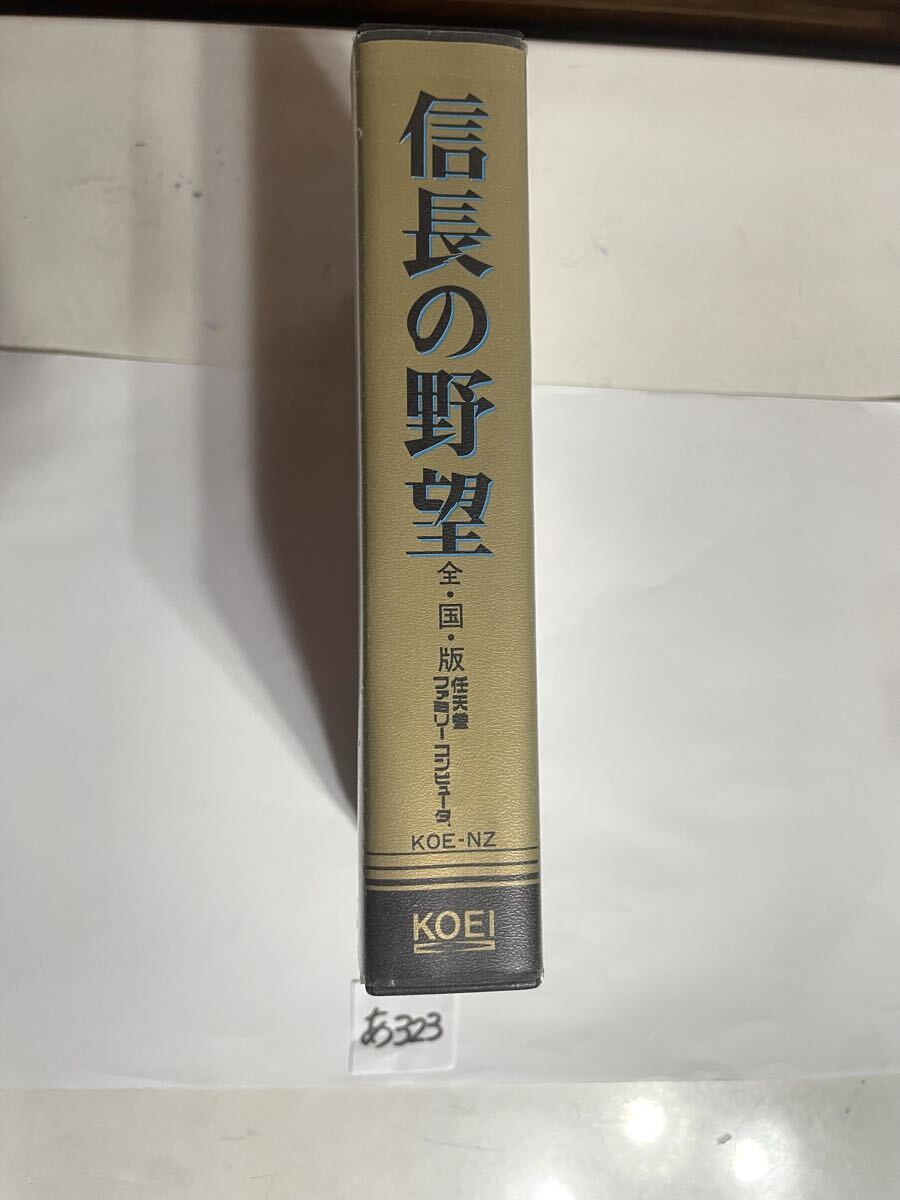 信長の野望
全・国・版
任天堂
ファミリーコンピュータ
KOE-NZ
KOEI
あ323